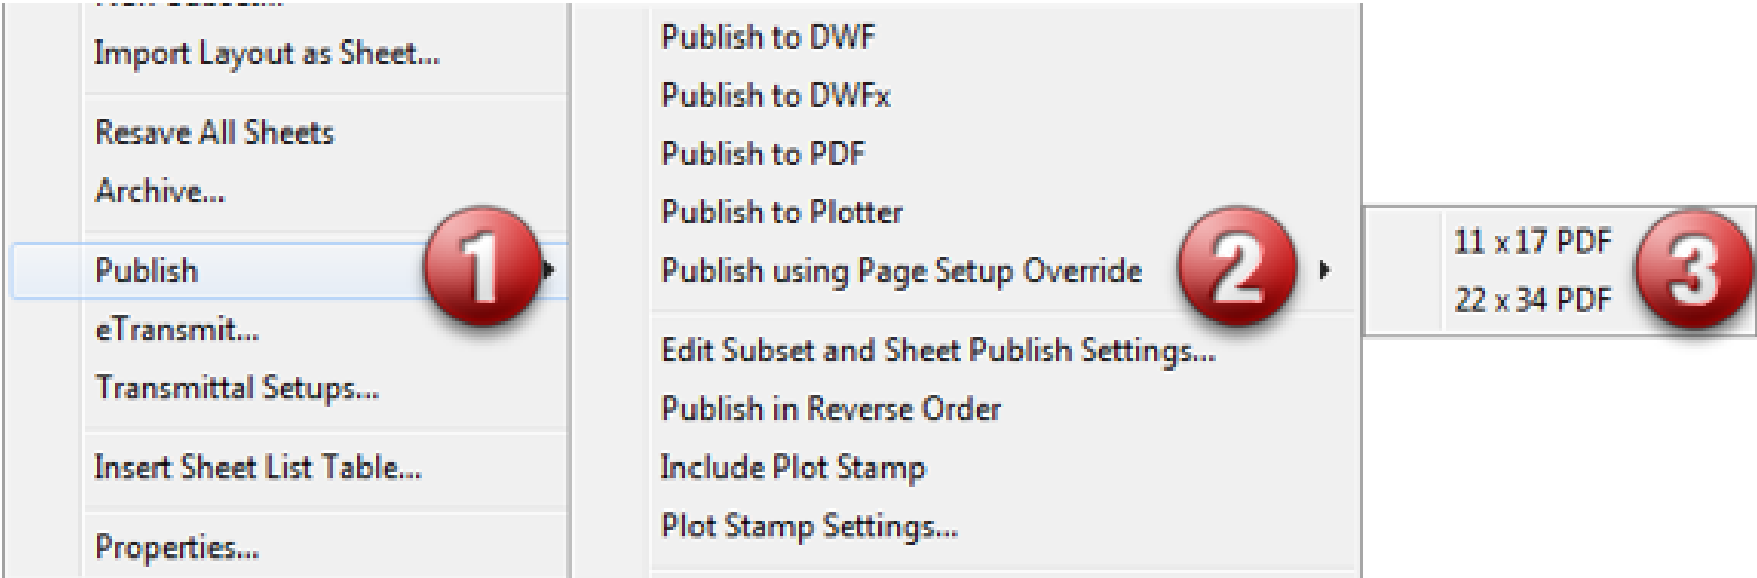 Import Layout as Sheet...
Resave All Sheets
Archive...
Publish
eTransmit...
Transmittal Setups...
Insert Sheet List Table...
Properties...
1
Publish to DWF
Publish to DWFx
Publish to PDF
Publish to Plotter
Publish using Page Setup Override
Edit Subset and Sheet Publish Settings...
Publish in Reverse Order
Include Plot Stamp
Plot Stamp Settings...
2
11 x 17 PDF
22 x 34 PDF
3